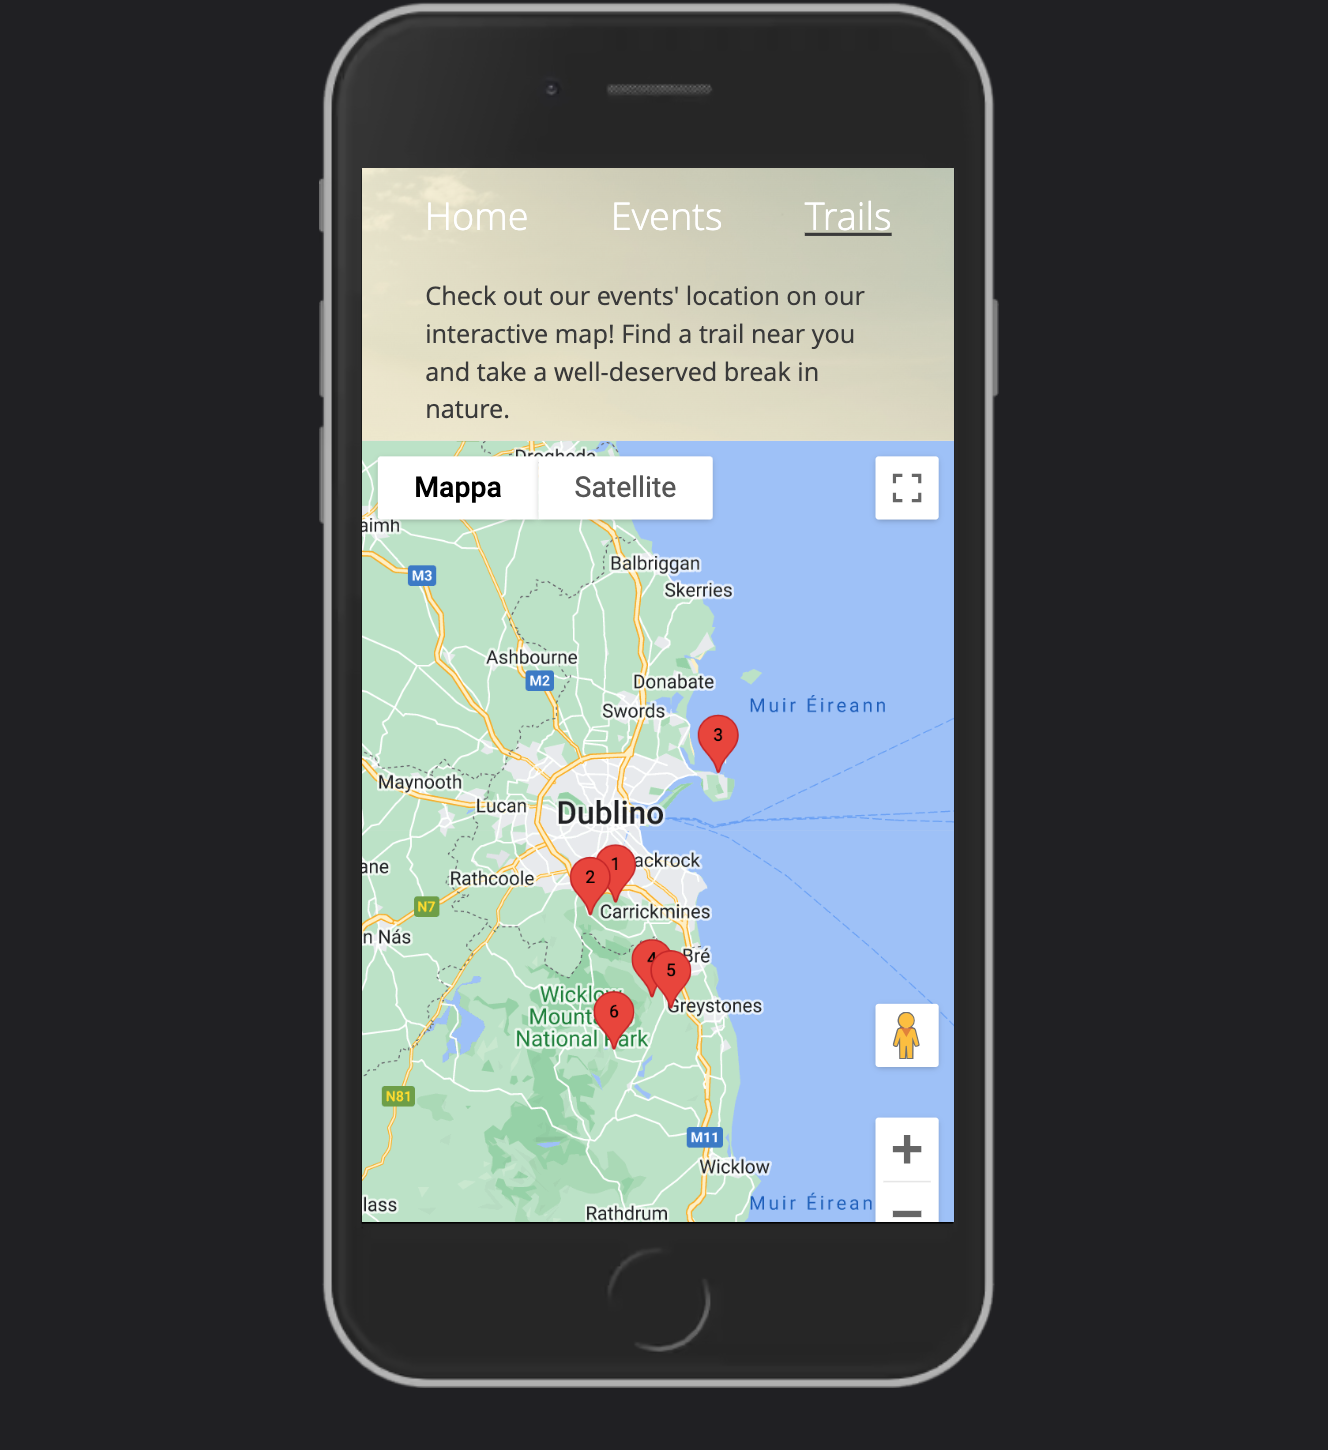 Home Events Trails
Check out our events' location on our
interactive map! Find a trail near you
and take a well-deserved break in
nature.
Drogheda
Mappa Satellite
aimh
Balbriggan
M3
Skerries
Ashbourne
M2
Donabate
Muir Éireann
Swords
3
Maynooth
Lucan
Dublino
1
ackrock
ane
2
Rathcoole
N7
Carrickmines
n Nás
4
Bré
5
Wicklow
Greystones
6
Mount
National Park
N81
M11
Wicklow
Muir Éirean
lass
Rathdrum